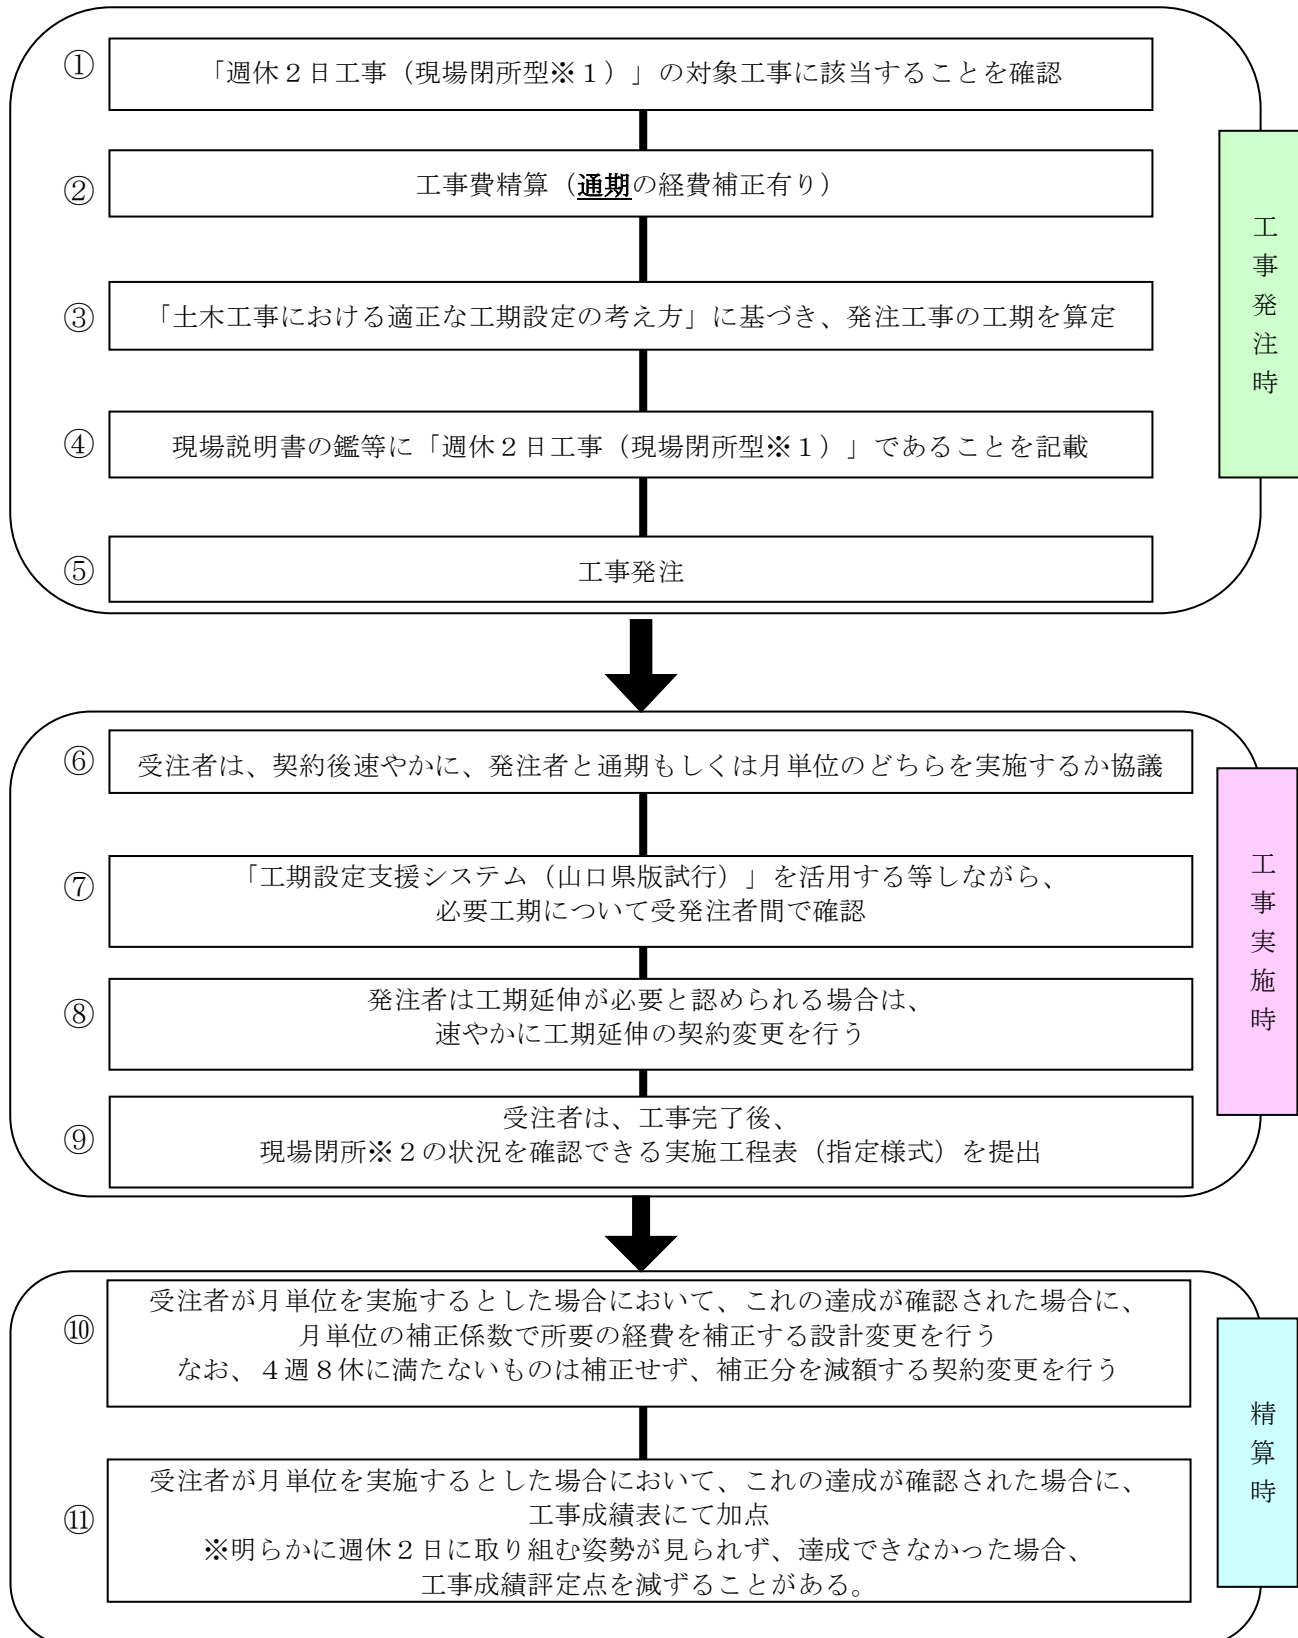 ①
「週休２日工事（現場閉所型※１）」の対象工事に該当することを確認
②
工事費精算（通期の経費補正有り）
③
「土木工事における適正な工期設定の考え方」に基づき、発注工事の工期を算定
④
現場説明書の鑑等に「週休２日工事（現場閉所型※１）」であることを記載
⑤
工事発注
工事発注時
⑥
受注者は、契約後速やかに、発注者と通期もしくは月単位のどちらを実施するか協議
⑦
「工期設定支援システム（山口県版試行）」を活用する等しながら、
必要工期について受発注者間で確認
⑧
発注者は工期延伸が必要と認められる場合は、
速やかに工期延伸の契約変更を行う
⑨
受注者は、工事完了後、
現場閉所※２の状況を確認できる実施工程表（指定様式）を提出
工事実施時
⑩
受注者が月単位を実施するとした場合において、これの達成が確認された場合に、
月単位の補正係数で所要の経費を補正する設計変更を行う
なお、４週８休に満たないものは補正せず、補正分を減額する契約変更を行う
⑪
受注者が月単位を実施するとした場合において、これの達成が確認された場合に、
工事成績表にて加点
※明らかに週休２日に取り組む姿勢が見られず、達成できなかった場合、
工事成績評定点を減ずることがある。
精算時